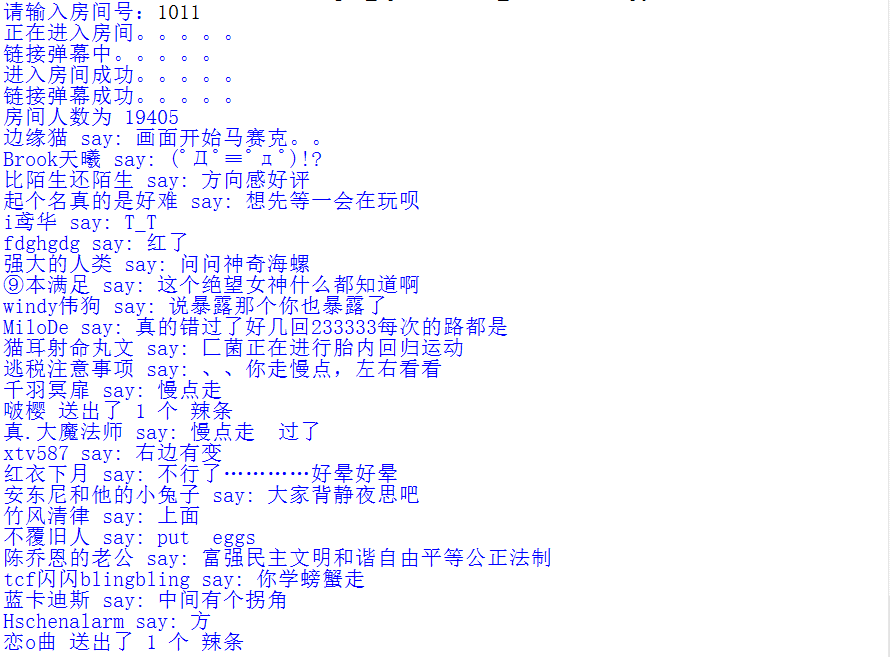 请输入房间号：1011
正在进入房间。。。。。
链接弹幕中。。。。。
进入房间成功。。。。。
链接弹幕成功。。。。。
房间人数为 19405
边缘猫 say: 画面开始马赛克。。
Brook天曦 say: (ﾟДﾟ≡ﾟдﾟ)!?
比陌生还陌生 say: 方向感好评
起个名真的是好难 say: 想先等一会在玩呗
i鸢华 say: T_T
fdghgdg say: 红了
强大的人类 say: 问问神奇海螺
⑨本满足 say: 这个绝望女神什么都知道啊
windy伟狗 say: 说暴露那个你也暴露了
MiloDe say: 真的错过了好几回233333每次的路都是
猫耳射命丸文 say: 匚菌正在进行胎内回归运动
逃税注意事项 say: 、、你走慢点，左右看看
千羽冥扉 say: 慢点走
啵樱 送出了 1 个 辣条
真.大魔法师 say: 慢点走　过了
xtv587 say: 右边有变
红衣下月 say: 不行了…………好晕好晕
安东尼和他的小兔子 say: 大家背静夜思吧
竹风清律 say: 上面
不覆旧人 say: put  eggs
陈乔恩的老公 say: 富强民主文明和谐自由平等公正法制
tcf闪闪blingbling say: 你学螃蟹走
蓝卡迪斯 say: 中间有个拐角
Hschenalarm say: 方
恋o曲 送出了 1 个 辣条